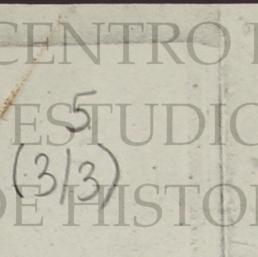 CENTRO
5
ESTUDIO
(3/3)
DE HISTO